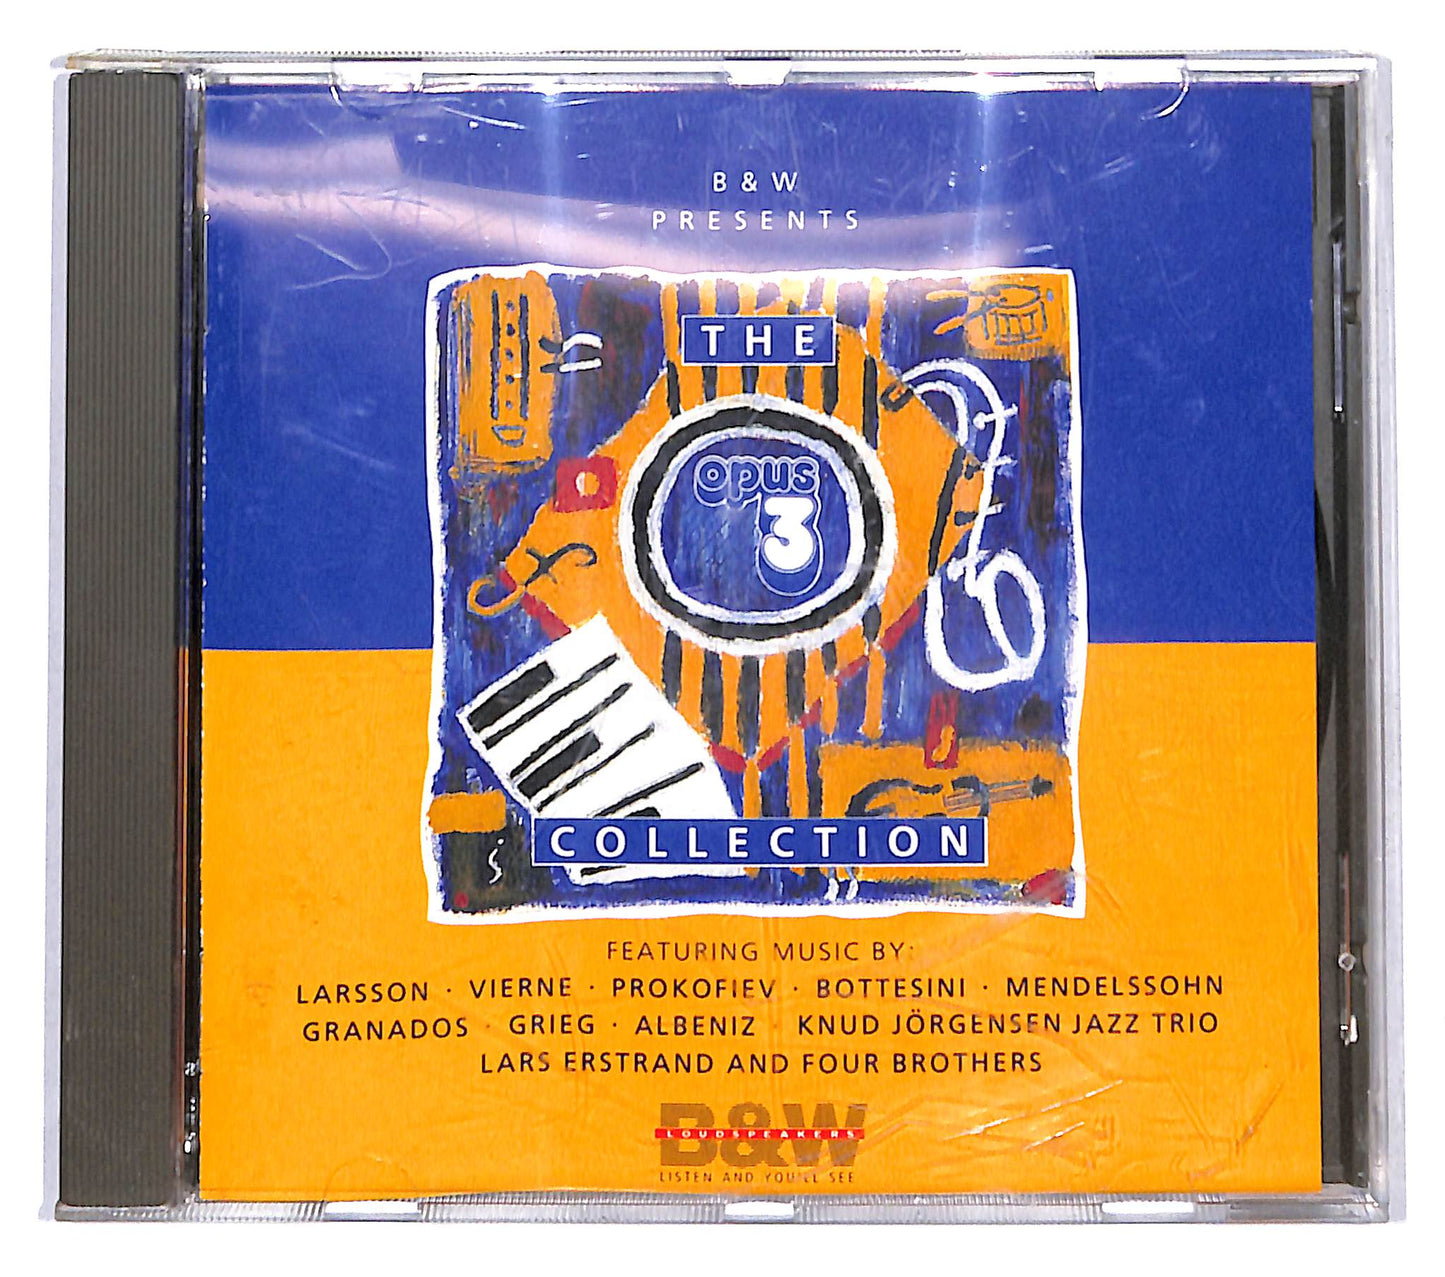 B & W
PRESENTS
THE
opus
3
COLLECTION
FEATURING MUSIC BY:
LARSSON · VIERNE · PROKOFIEV · BOTTESINI · MENDELSSOHN
GRANADOS · GRIEG · ALBENIZ · KNUD JÖRGENSEN JAZZ TRIO
LARS ERSTRAND AND FOUR BROTHERS
B&W
LOUDSPEAKERS
LISTEN AND YOU'LL SEE